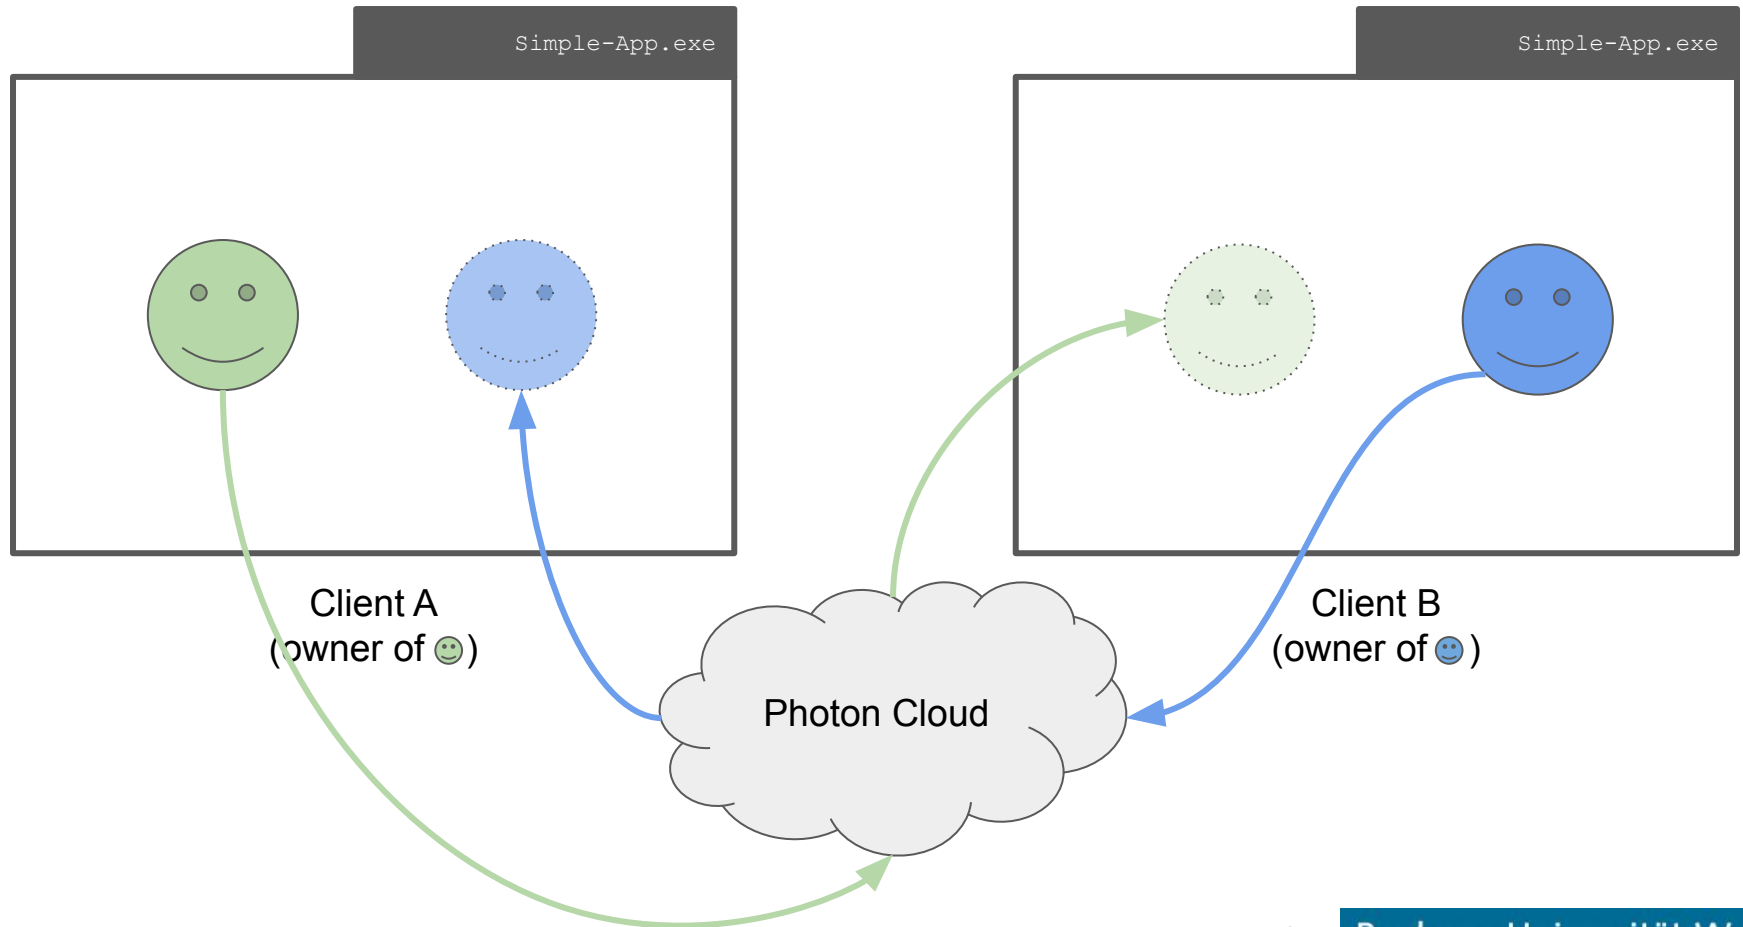 Simple-App.exe
Simple-App.exe
Client A
(owner of )
Client B
(owner of )
Photon Cloud